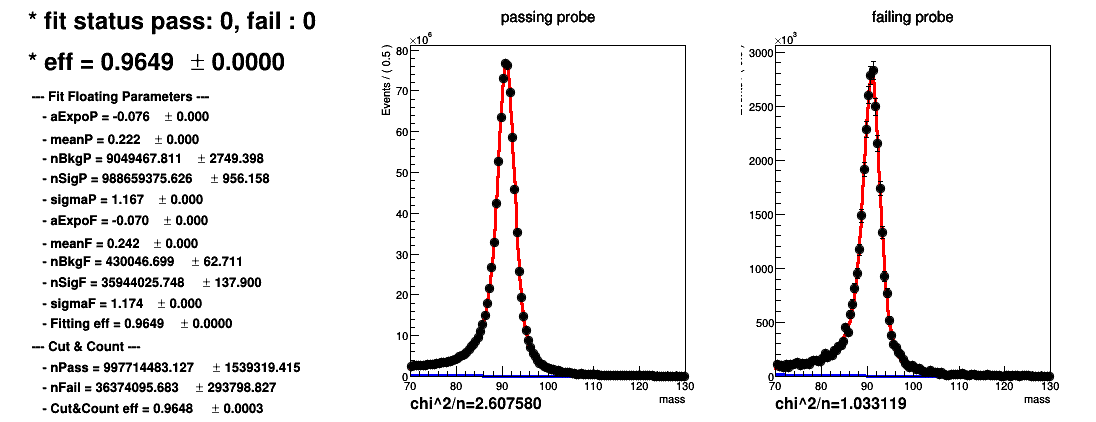 * fit status pass: 0, fail : 0
* eff = 0.9649 ± 0.0000
--- Fit Floating Parameters ---
- aExpoP = -0.076 ± 0.000
- meanP = 0.222 ± 0.000
- nBkgP = 9049467.811 ± 2749.398
- nSigP = 988659375.626 ± 956.158
- sigmaP = 1.167 ± 0.000
- aExpoF = -0.070 ± 0.000
- meanF = 0.242 ± 0.000
- nBkgF = 430046.699 ± 62.711
- nSigF = 35944025.748 ± 137.900
- sigmaF = 1.174 ± 0.000
- Fitting eff = 0.9649 ± 0.0000
--- Cut & Count ---
- nPass = 997714483.127 ± 1539319.415
- nFail = 36374095.683 ± 293798.827
- Cut&Count eff = 0.9648 ± 0.0003
passing probe
×10⁶
Events / ( 0.5 )
80
70
60
50
40
30
20
10
0
70 80 90 100 110 120 130
mass
chi^2/n=2.607580
failing probe
×10³
3000
2500
2000
1500
1000
500
0
70 80 90 100 110 120 130
mass
chi^2/n=1.033119